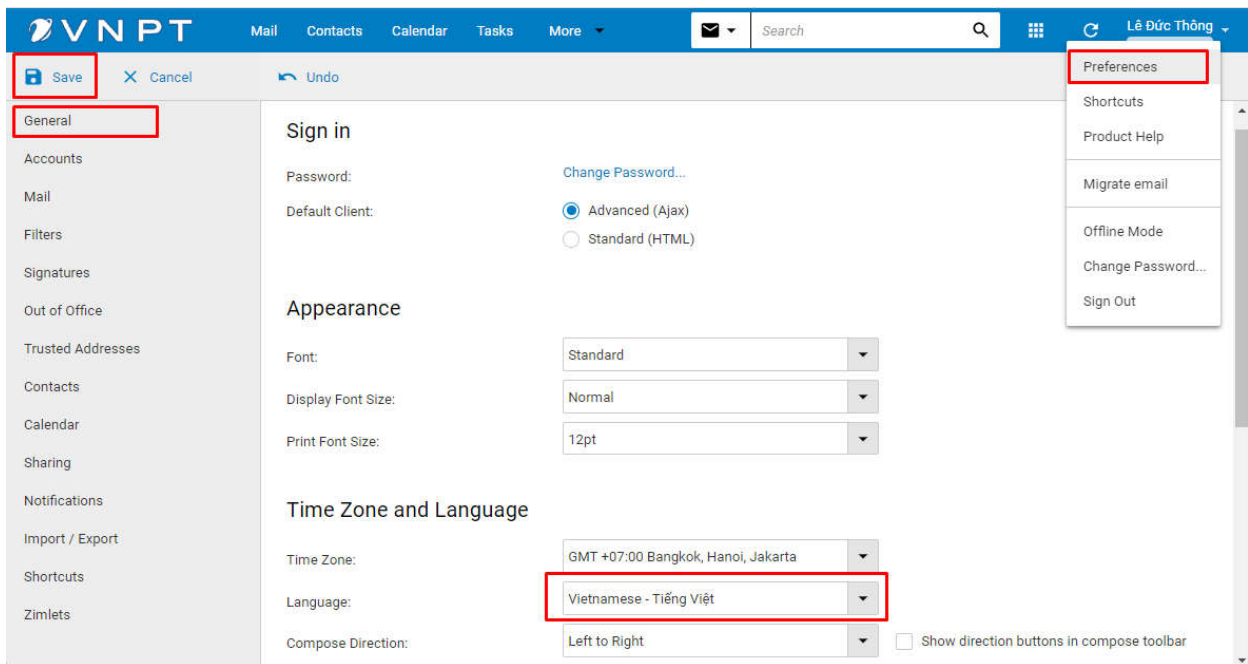 VNPT Mail Contacts Calendar Tasks More Search Lê Đức Thông
Save Cancel Undo
Preferences
Shortcuts
Product Help
Migrate email
Offline Mode
Change Password...
Sign Out
General
Accounts
Mail
Filters
Signatures
Out of Office
Trusted Addresses
Contacts
Calendar
Sharing
Notifications
Import / Export
Shortcuts
Zimlets
Sign in
Password: Change Password...
Default Client: Advanced (Ajax)
Standard (HTML)
Appearance
Font: Standard
Display Font Size: Normal
Print Font Size: 12pt
Time Zone and Language
Time Zone: GMT +07:00 Bangkok, Hanoi, Jakarta
Language: Vietnamese - Tiếng Việt
Compose Direction: Left to Right Show direction buttons in compose toolbar